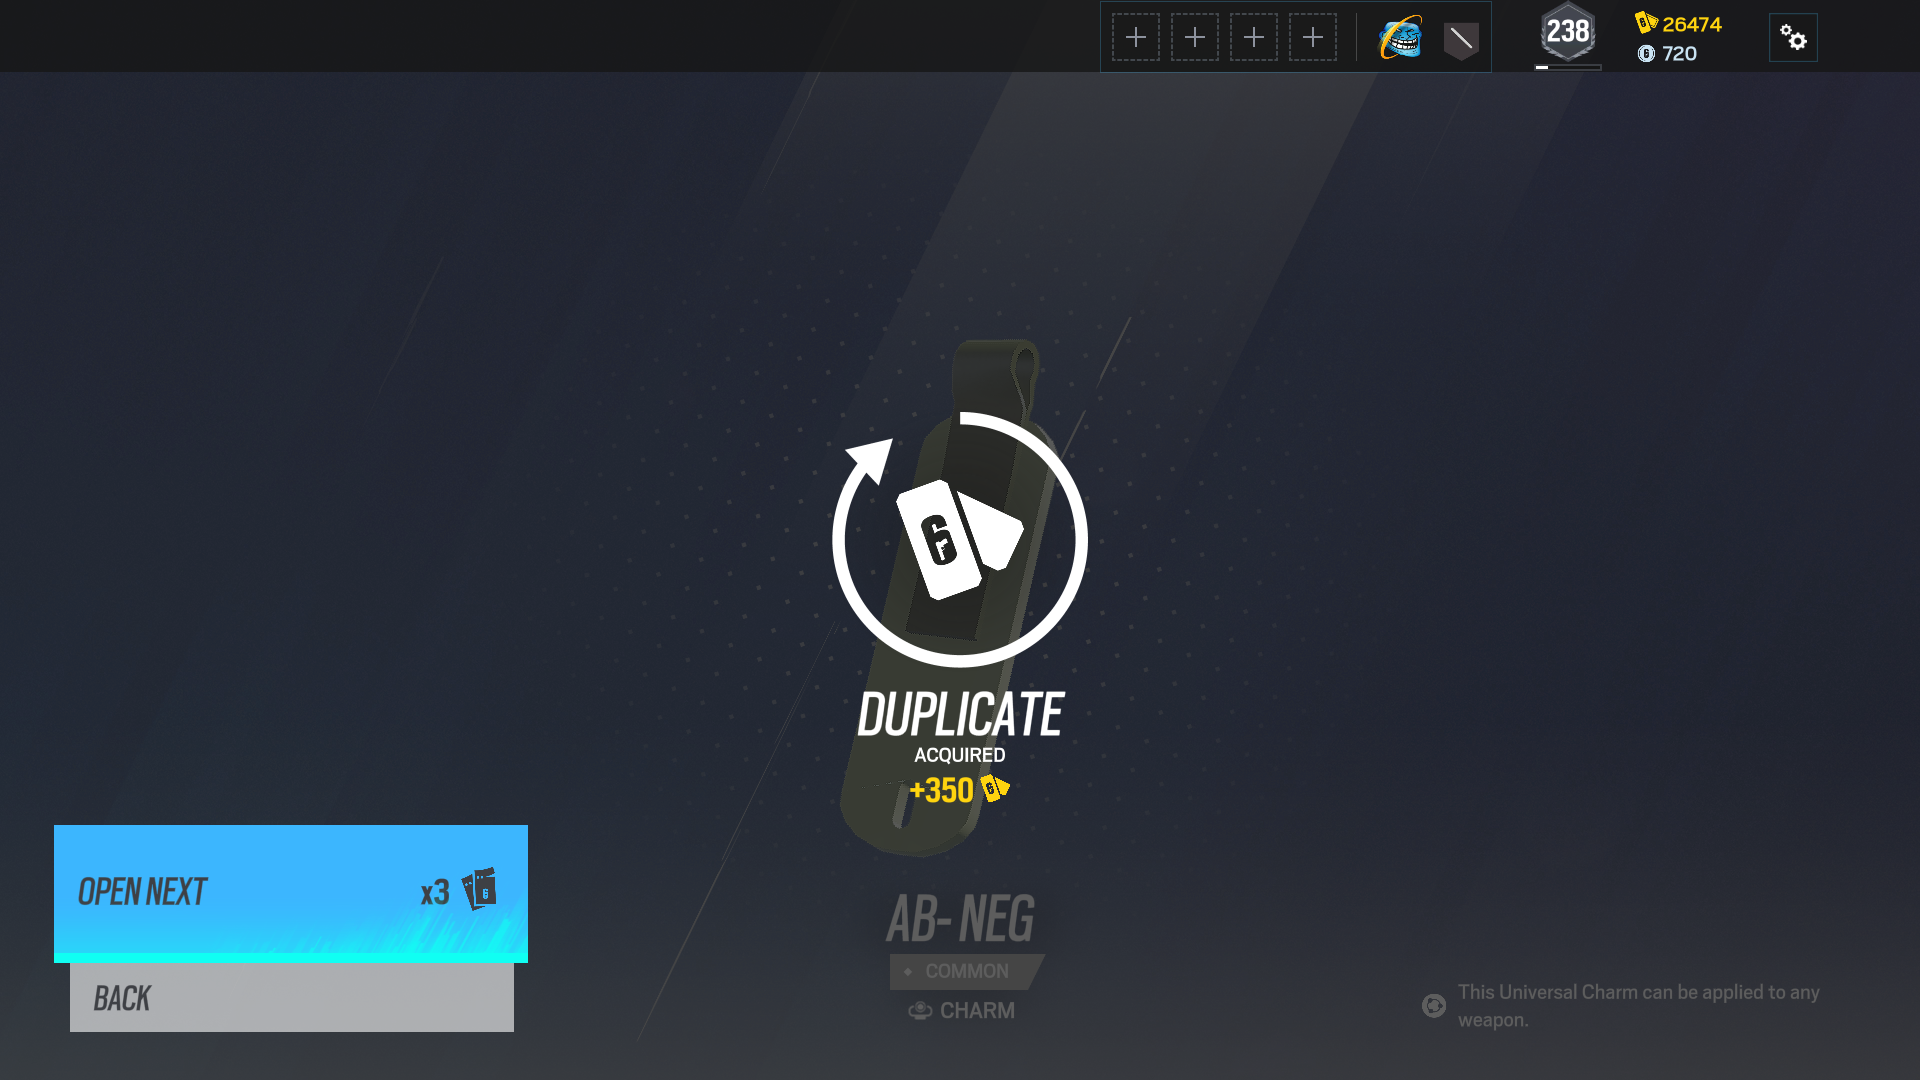 238
26474
720
DUPLICATE
ACQUIRED
+350
OPEN NEXT
x3
BACK
AB- NEG
COMMON
CHARM
This Universal Charm can be applied to any
weapon.